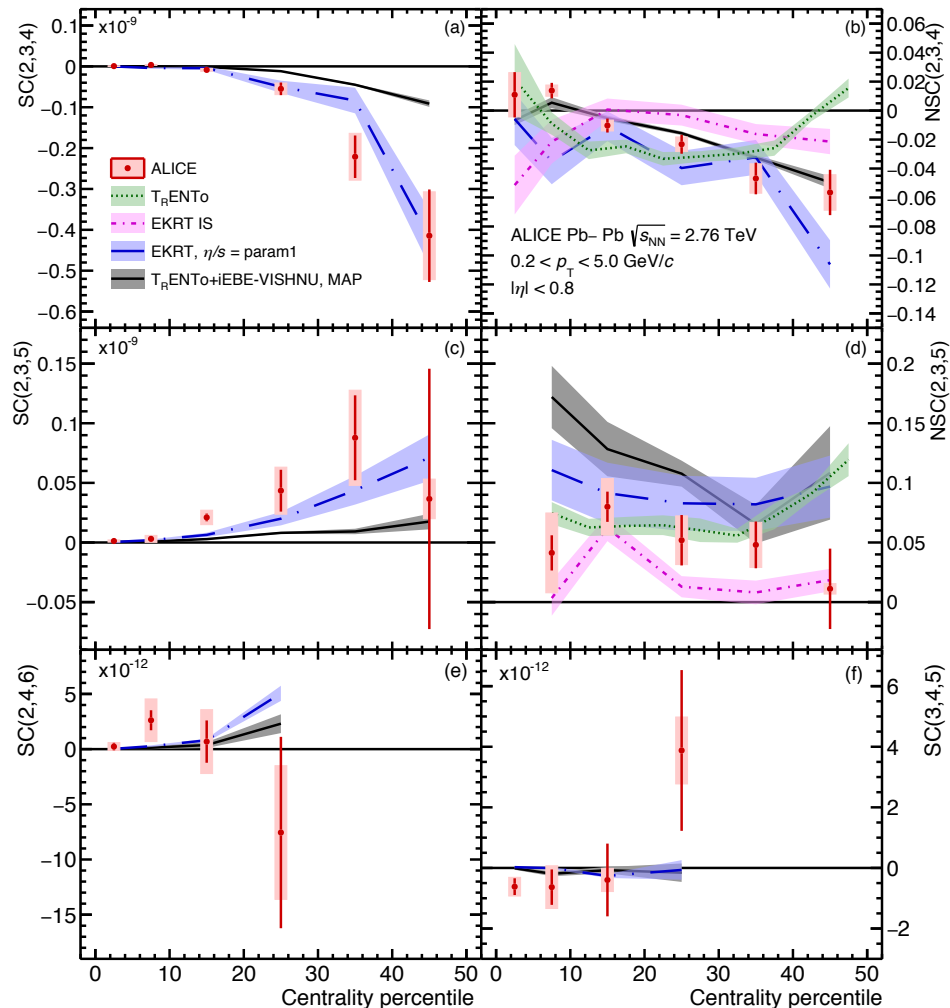 ×10⁻⁹
(a)
SC(2,3,4)
0.1
0
−0.1
−0.2
−0.3
−0.4
−0.5
−0.6
ALICE
TRENTo
EKRT IS
EKRT, η/s = param1
TRENTo+iEBE-VISHNU, MAP
(b)
NSC(2,3,4)
0.06
0.04
0.02
0
−0.02
−0.04
−0.06
−0.08
−0.1
−0.12
−0.14
ALICE Pb– Pb √sNN = 2.76 TeV
0.2 < pT < 5.0 GeV/c
|η| < 0.8
×10⁻⁹
(c)
SC(2,3,5)
0.15
0.1
0.05
0
−0.05
(d)
NSC(2,3,5)
0.2
0.15
0.1
0.05
0
×10⁻¹²
(e)
SC(2,4,6)
5
0
−5
−10
−15
0 10 20 30 40 50
Centrality percentile
×10⁻¹²
(f)
SC(3,4,5)
6
4
2
0
−2
0 10 20 30 40 50
Centrality percentile